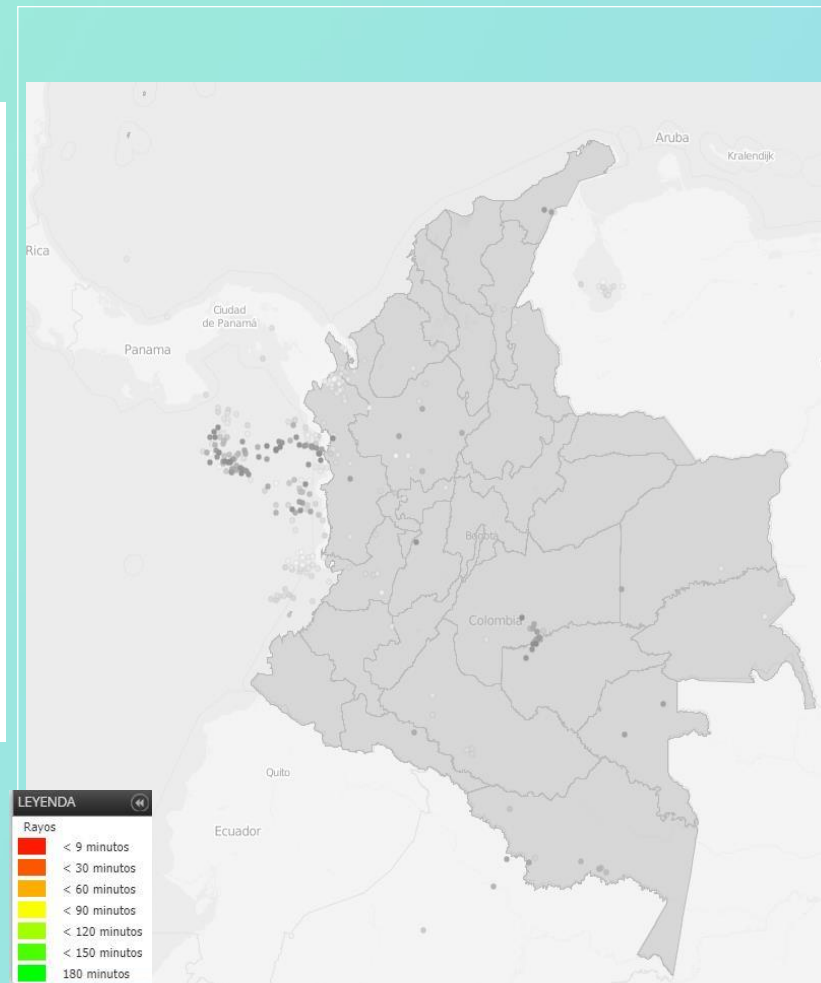 Aruba
Kralendijk
Rica
Ciudad
de Panamá
Panama
Bogotá
Colombia
Quito
Ecuador
LEYENDA
Rayos
< 9 minutos
< 30 minutos
< 60 minutos
< 90 minutos
< 120 minutos
< 150 minutos
180 minutos